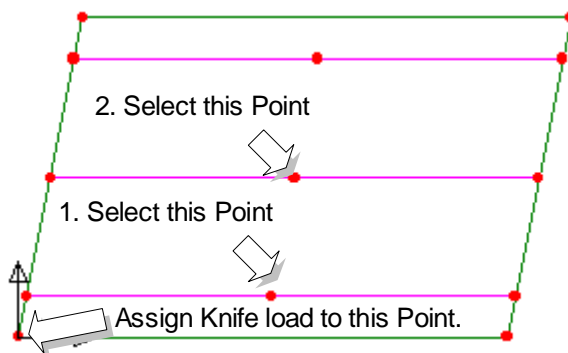 2. Select this Point
1. Select this Point
Assign Knife load to this Point.